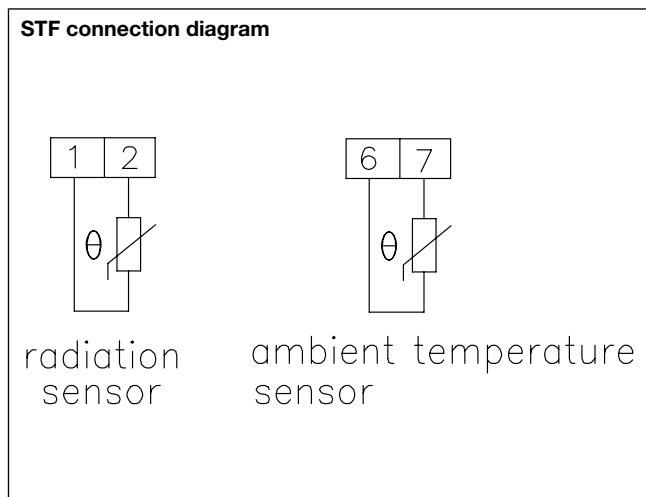 STF connection diagram
1 2
6 7
θ
θ
radiation
sensor
ambient temperature
sensor